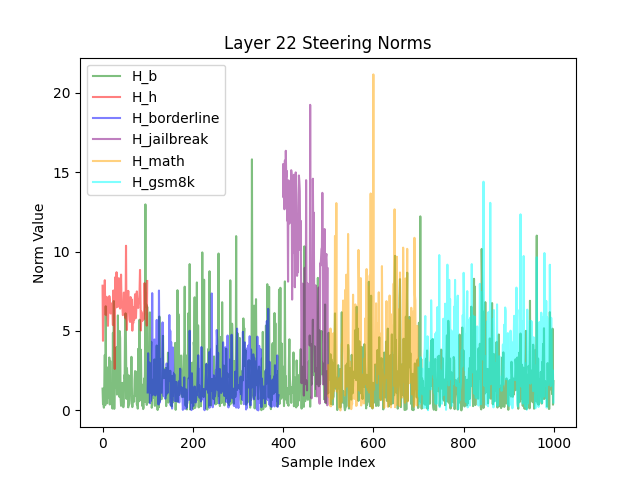 Layer 22 Steering Norms
H_b
H_h
H_borderline
H_jailbreak
H_math
H_gsm8k
Norm Value
20
15
10
5
0
0 200 400 600 800 1000
Sample Index